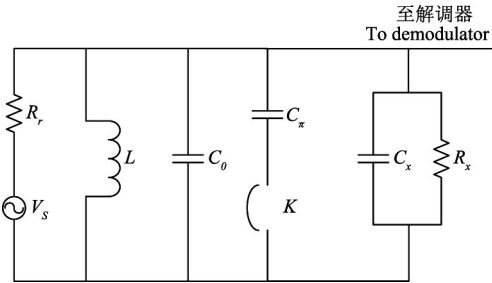 至解调器
To demodulator
R_r
L
C_0
C_π
K
C_x
R_x
V_S